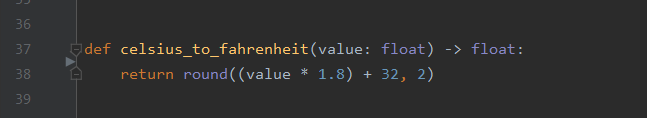 36
37 def celsius_to_fahrenheit(value: float) -> float:
38     return round((value * 1.8) + 32, 2)
39